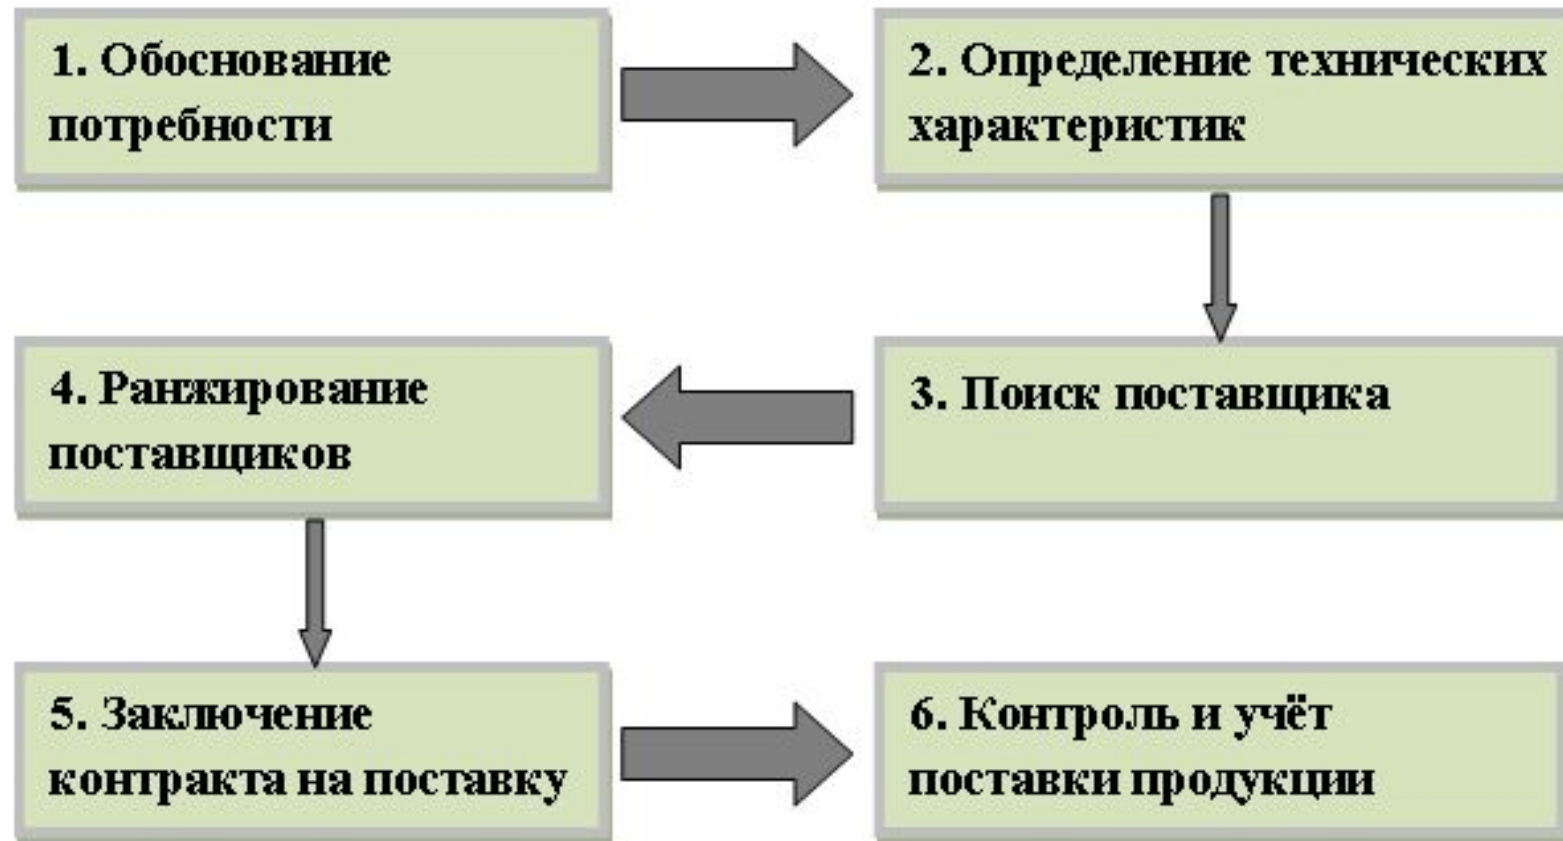 1. Обоснование
потребности
2. Определение технических
характеристик
3. Поиск поставщика
4. Ранжирование
поставщиков
5. Заключение
контракта на поставку
6. Контроль и учёт
поставки продукции